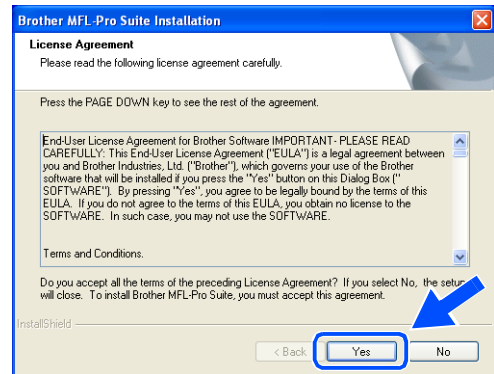 Brother MFL-Pro Suite Installation
License Agreement
Please read the following license agreement carefully.
Press the PAGE DOWN key to see the rest of the agreement.
End-User License Agreement for Brother Software IMPORTANT- PLEASE READ
CAREFULLY: This End-User License Agreement ("EULA") is a legal agreement between
you and Brother Industries, Ltd. ("Brother"), which governs your use of the Brother
software that will be installed if you press the "Yes" button on this Dialog Box ("
SOFTWARE"). By pressing "Yes", you agree to be legally bound by the terms of this
EULA. If you do not agree to the terms of this EULA, you obtain no license to the
SOFTWARE. In such case, you may not use the SOFTWARE.
Terms and Conditions.
Do you accept all the terms of the preceding License Agreement? If you select No, the setup
will close. To install Brother MFL-Pro Suite, you must accept this agreement.
InstallShield
< Back
Yes
No